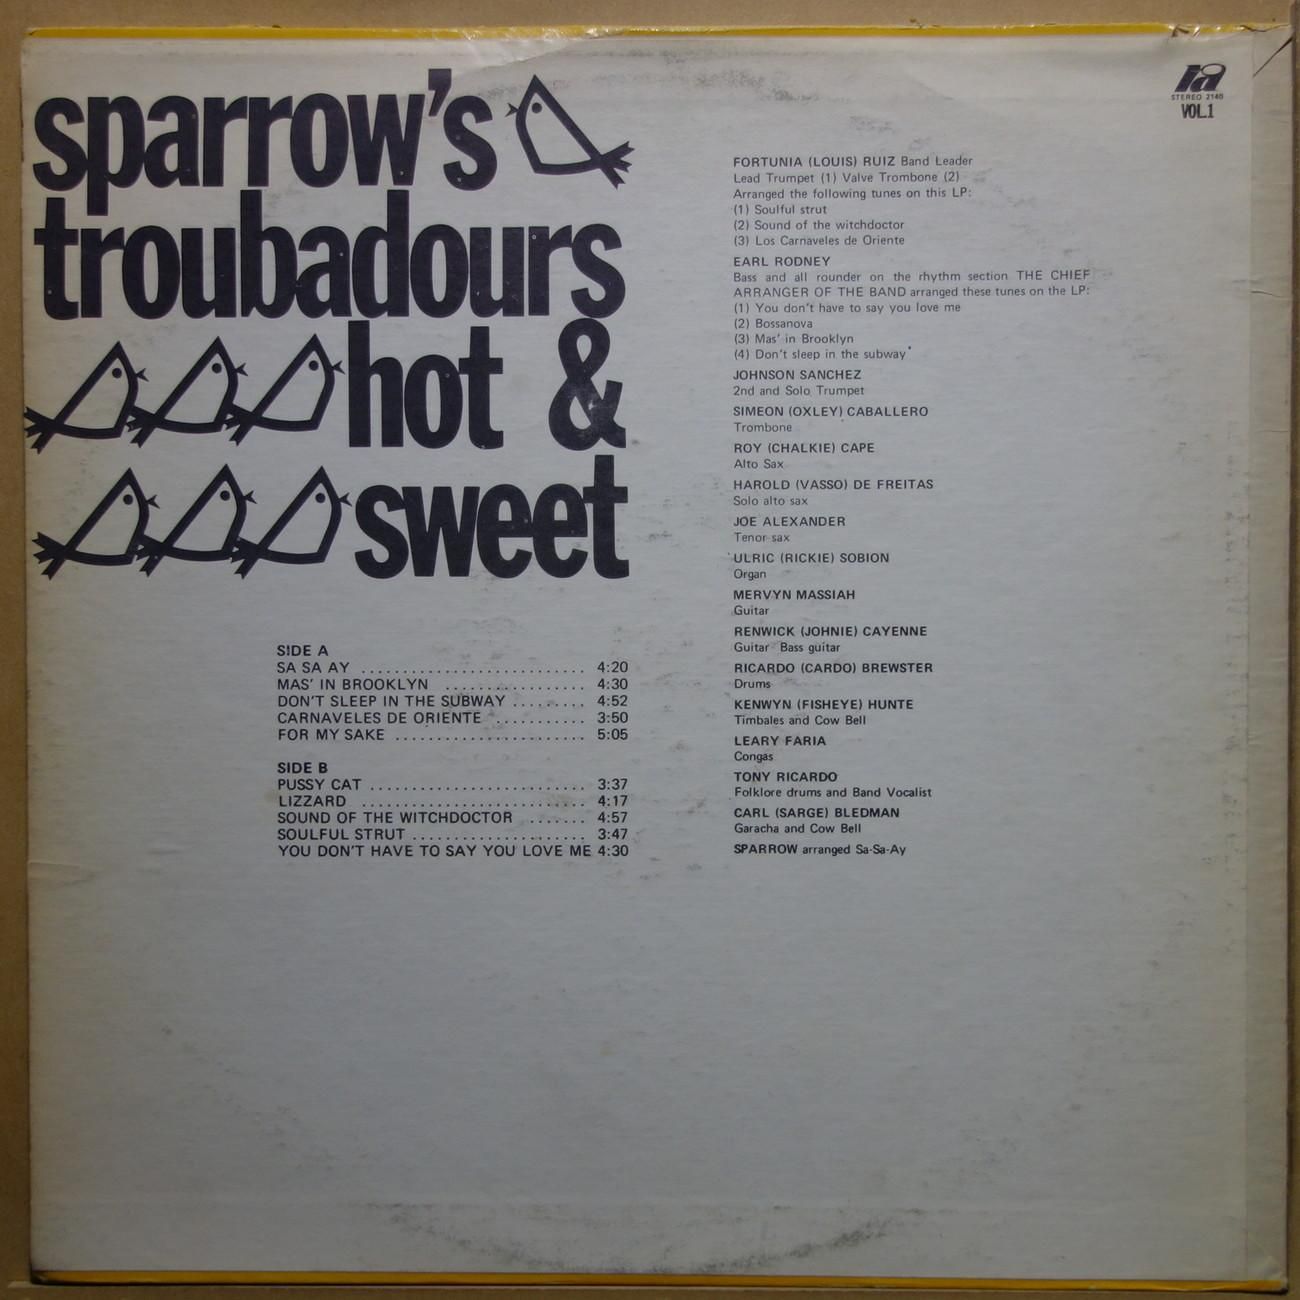 sparrow's
troubadours
hot &
sweet
SIDE A
SA SA AY ............................ 4:20
MAS' IN BROOKLYN ................. 4:30
DON'T SLEEP IN THE SUBWAY ......... 4:52
CARNAVELES DE ORIENTE ........... 3:50
FOR MY SAKE ........................ 5:05
SIDE B
PUSSY CAT ........................... 3:37
LIZZARD ............................ 4:17
SOUND OF THE WITCHDOCTOR ....... 4:57
SOULFUL STRUT ...................... 3:47
YOU DON'T HAVE TO SAY YOU LOVE ME 4:30
ra
STEREO 2140
VOL.1
FORTUNIA (LOUIS) RUIZ Band Leader
Lead Trumpet (1) Valve Trombone (2)
Arranged the following tunes on this LP:
(1) Soulful strut
(2) Sound of the witchdoctor
(3) Los Carnaveles de Oriente
EARL RODNEY
Bass and all rounder on the rhythm section THE CHIEF
ARRANGER OF THE BAND arranged these tunes on the LP:
(1) You don't have to say you love me
(2) Bossanova
(3) Mas' in Brooklyn
(4) Don't sleep in the subway
JOHNSON SANCHEZ
2nd and Solo Trumpet
SIMEON (OXLEY) CABALLERO
Trombone
ROY (CHALKIE) CAPE
Alto Sax
HAROLD (VASSO) DE FREITAS
Solo alto sax
JOE ALEXANDER
Tenor sax
ULRIC (RICKIE) SOBION
Organ
MERVYN MASSIAH
Guitar
RENWICK (JOHNIE) CAYENNE
Guitar Bass guitar
RICARDO (CARDO) BREWSTER
Drums
KENWYN (FISHEYE) HUNTE
Timbales and Cow Bell
LEARY FARIA
Congas
TONY RICARDO
Folklore drums and Band Vocalist
CARL (SARGE) BLEDMAN
Garacha and Cow Bell
SPARROW arranged Sa-Sa-Ay